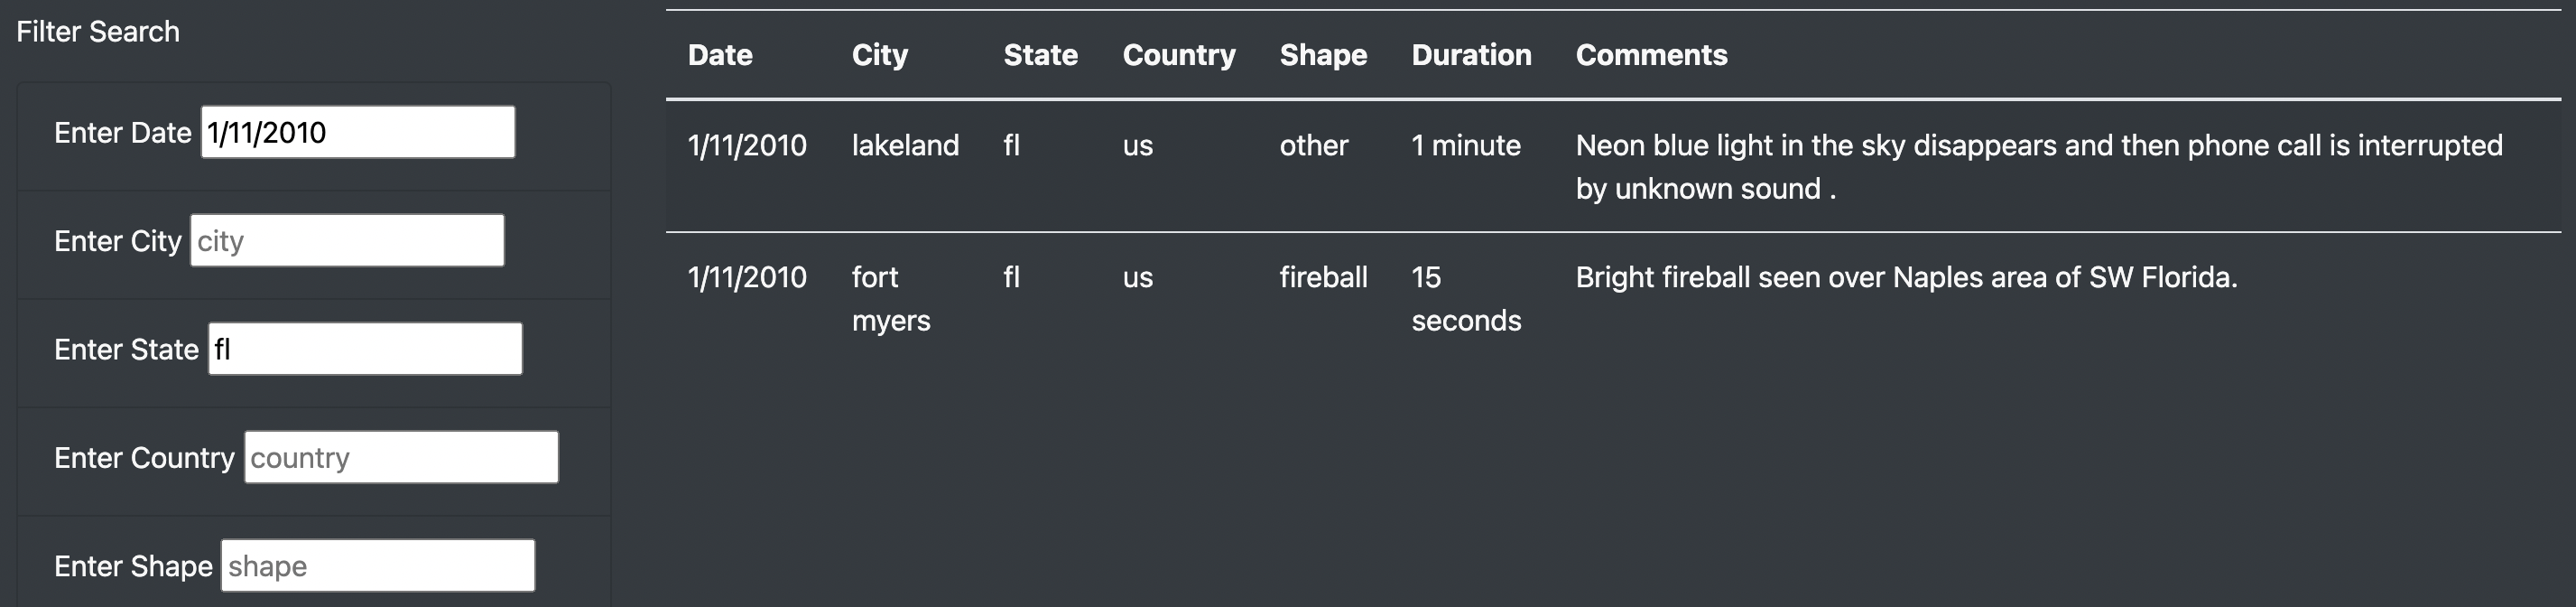 Filter Search
Enter Date 1/11/2010
Enter City city
Enter State fl
Enter Country country
Enter Shape shape
Date City State Country Shape Duration Comments
1/11/2010 lakeland fl us other 1 minute Neon blue light in the sky disappears and then phone call is interrupted
by unknown sound .
1/11/2010 fort fl us fireball 15 Bright fireball seen over Naples area of SW Florida.
myers seconds